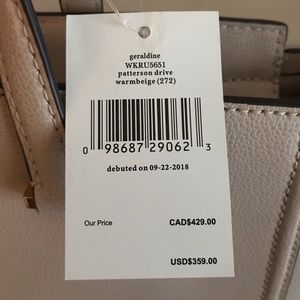 geraldine
WKRU5651
patterson drive
warmbeige (272)
0 98687 29062 3
debuted on 09-22-2018
Our Price CAD$429.00
USD$359.00